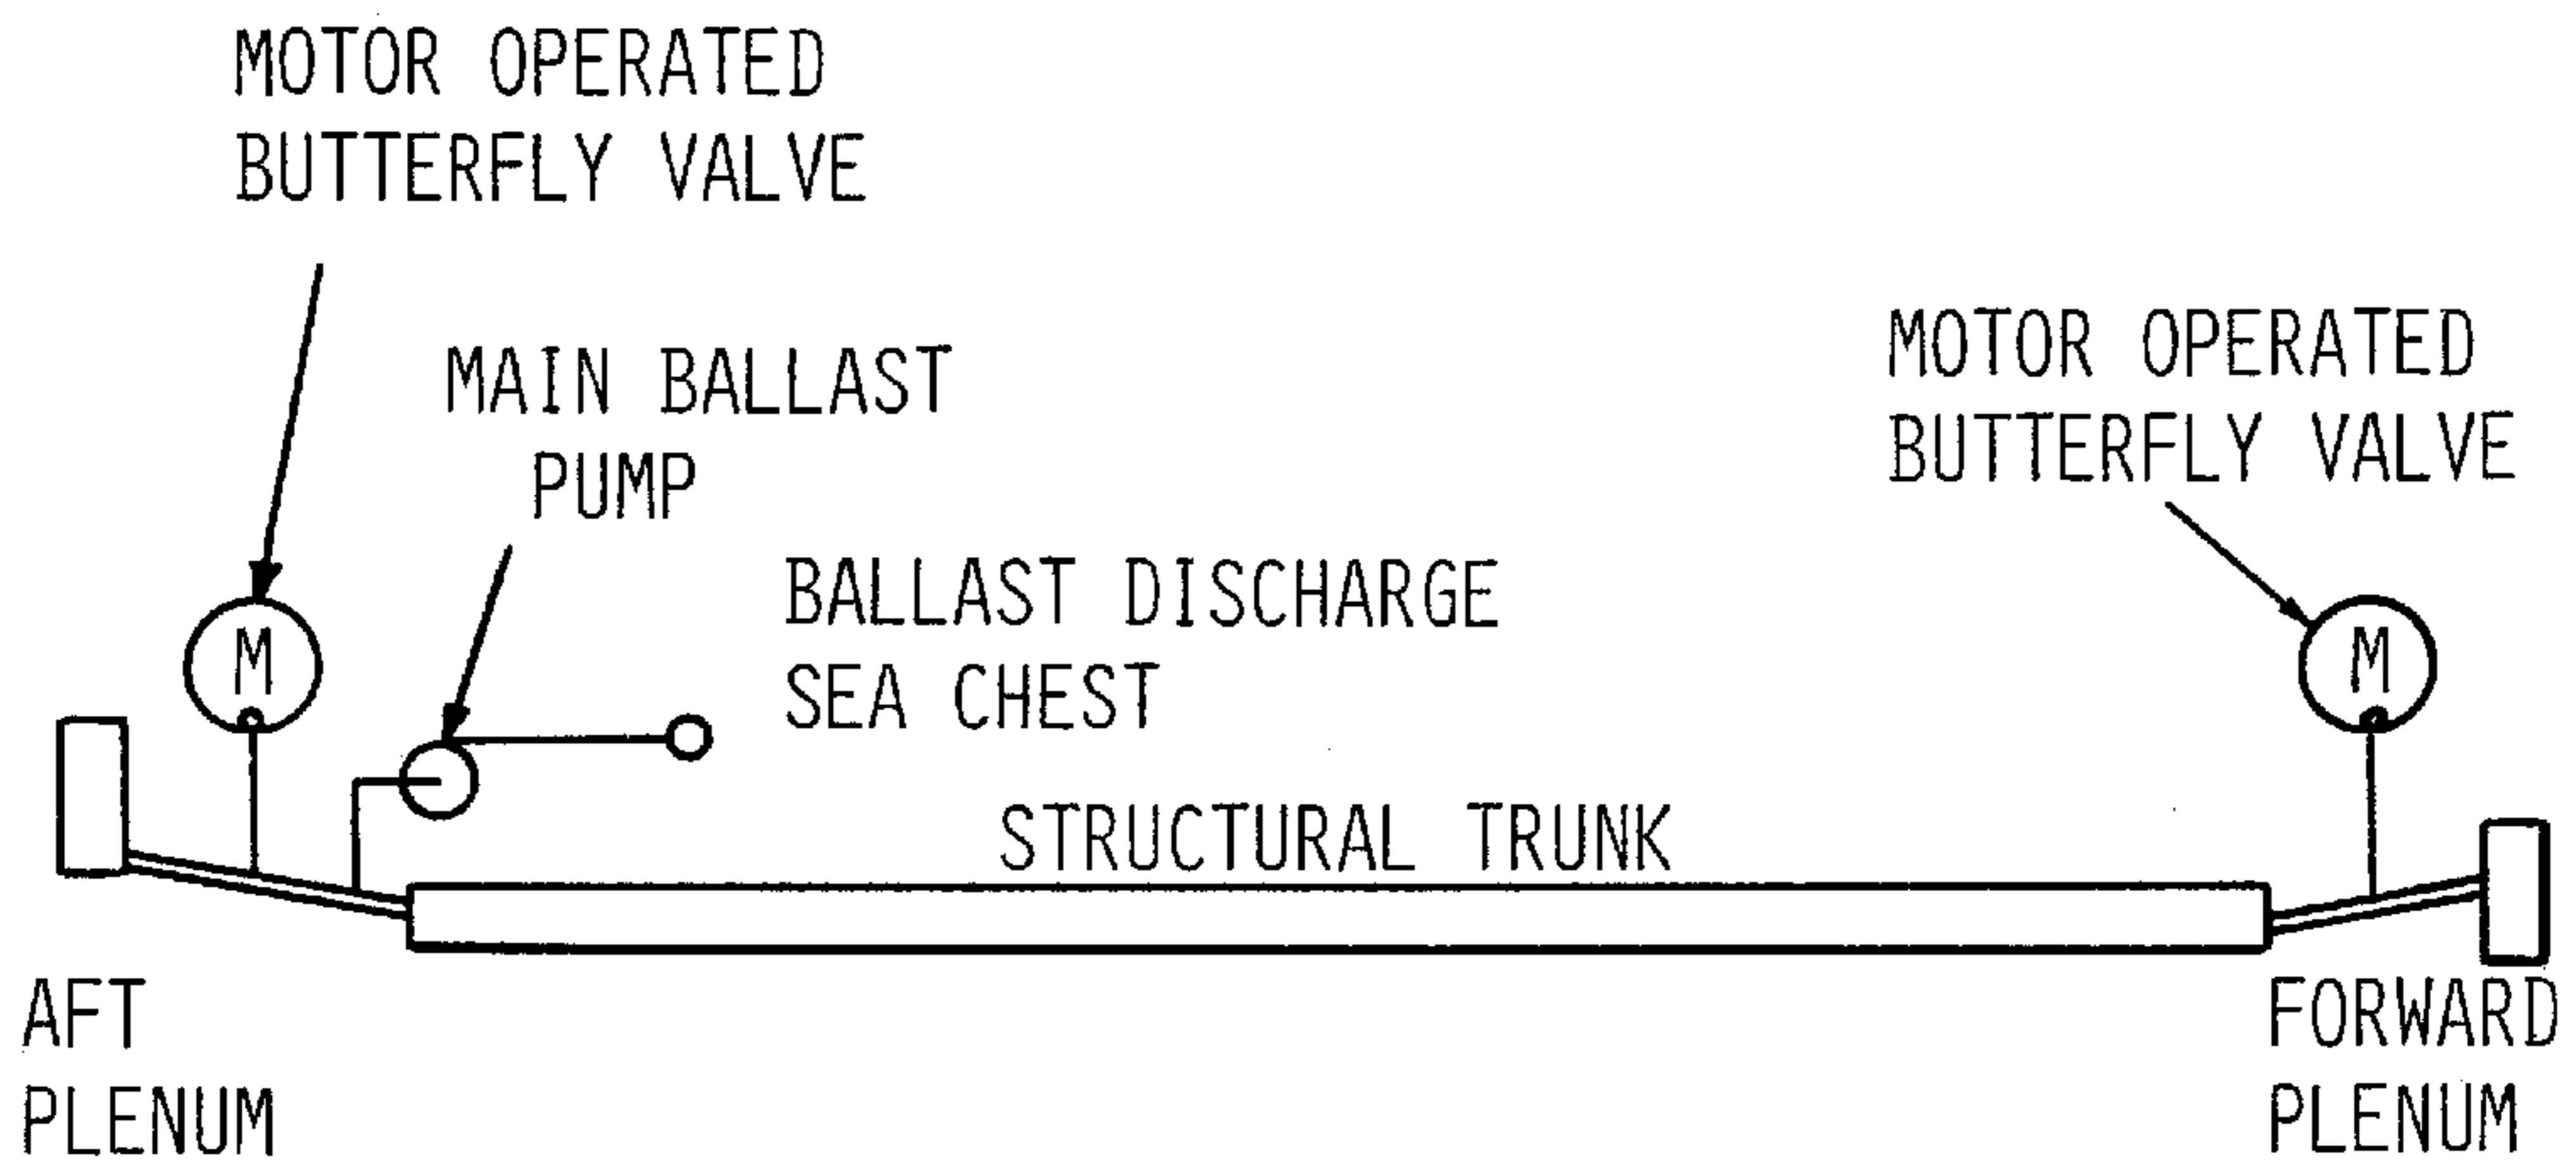 MOTOR OPERATED
BUTTERFLY VALVE
MAIN BALLAST
PUMP
MOTOR OPERATED
BUTTERFLY VALVE
BALLAST DISCHARGE
SEA CHEST
M
M
STRUCTURAL TRUNK
AFT
PLENUM
FORWARD
PLENUM